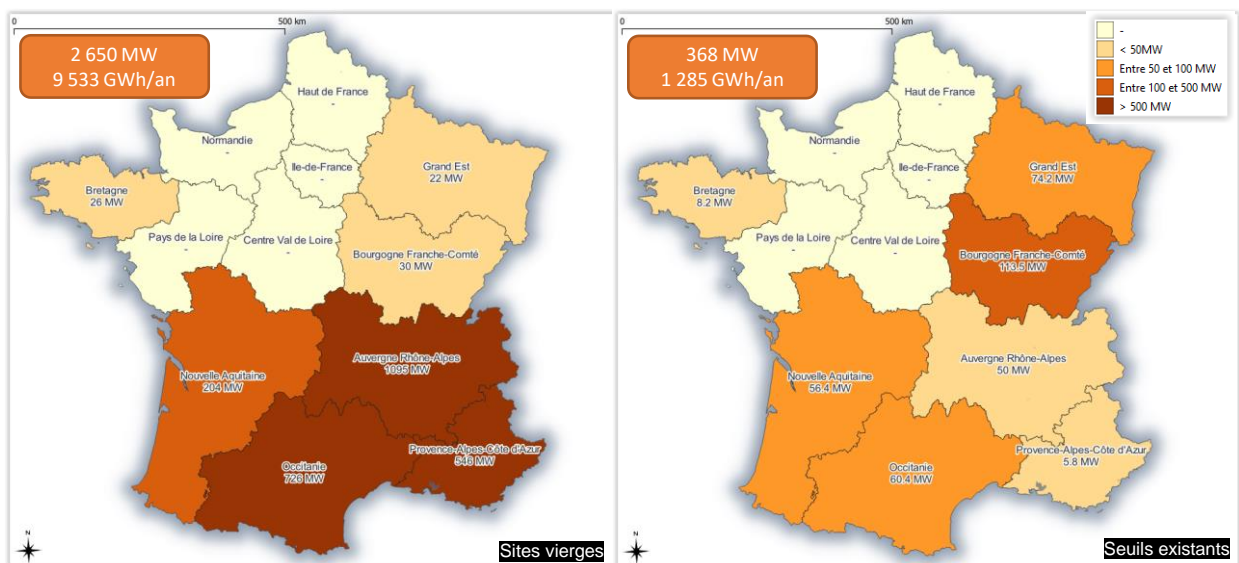 0
500 km
2 650 MW
9 533 GWh/an
Haut de France
-
Normandie
-
Ile-de-France
-
Grand Est
22 MW
Bretagne
26 MW
Pays de la Loire
-
Centre Val de Loire
-
Bourgogne Franche-Comté
30 MW
Auvergne Rhône-Alpes
1095 MW
Nouvelle Aquitaine
204 MW
Provence-Alpes-Côte d'Azur
546 MW
Occitanie
726 MW
N
Sites vierges
0
500 km
368 MW
1 285 GWh/an
-
< 50MW
Entre 50 et 100 MW
Entre 100 et 500 MW
> 500 MW
Haut de France
-
Normandie
-
Ile-de-France
-
Grand Est
74.2 MW
Bretagne
8.2 MW
Pays de la Loire
-
Centre Val de Loire
-
Bourgogne Franche-Comté
113.5 MW
Auvergne Rhône-Alpes
50 MW
Nouvelle Aquitaine
56.4 MW
Provence-Alpes-Côte d'Azur
5.8 MW
Occitanie
60.4 MW
N
Seuils existants